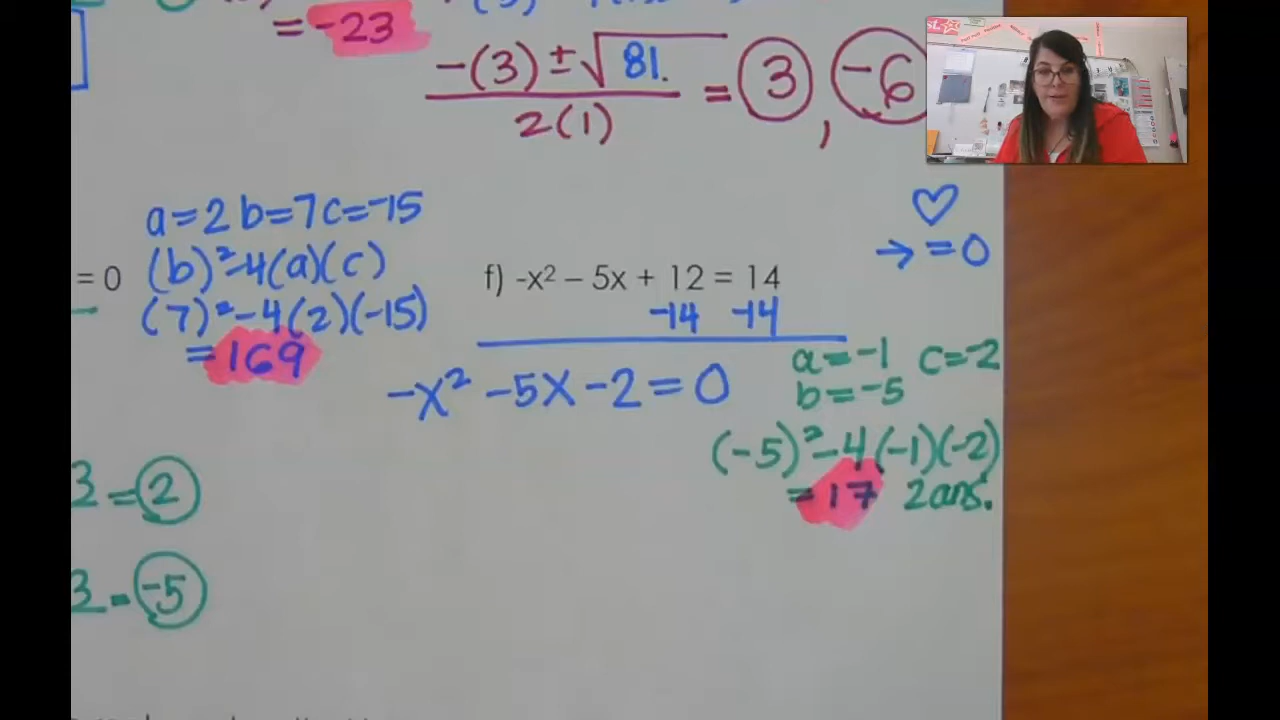 = -23
-(3) ± √81. = 3 , -6
2(1)
a=2 b=7 c=-15
= 0 (b)²-4(a)(c)
(7)²-4(2)(-15)
=169
♡
→ =0
f) -x² – 5x + 12 = 14
-14 -14
-x² -5x -2=0
a=-1 c=-2
b=-5
(-5)²-4(-1)(-2)
=17 2ans.
3=2
3=-5